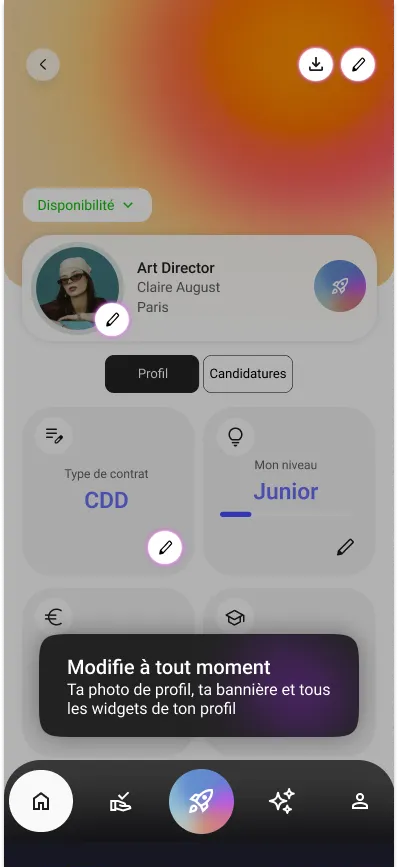 Disponibilité
Art Director
Claire August
Paris
Profil
Candidatures
Type de contrat
CDD
Mon niveau
Junior
Modifie à tout moment
Ta photo de profil, ta bannière et tous
les widgets de ton profil